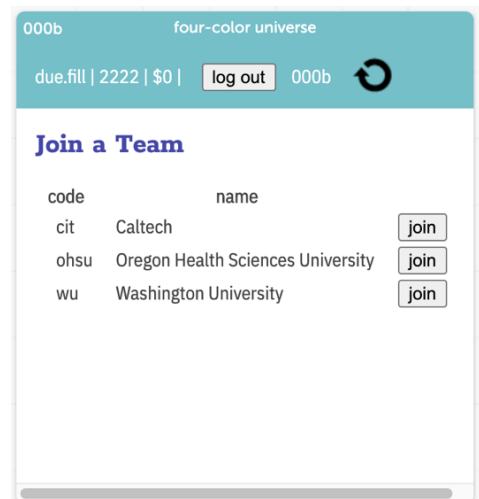 000b four-color universe
due.fill | 2222 | $0 | log out 000b
Join a Team
code name
cit Caltech join
ohsu Oregon Health Sciences University join
wu Washington University join